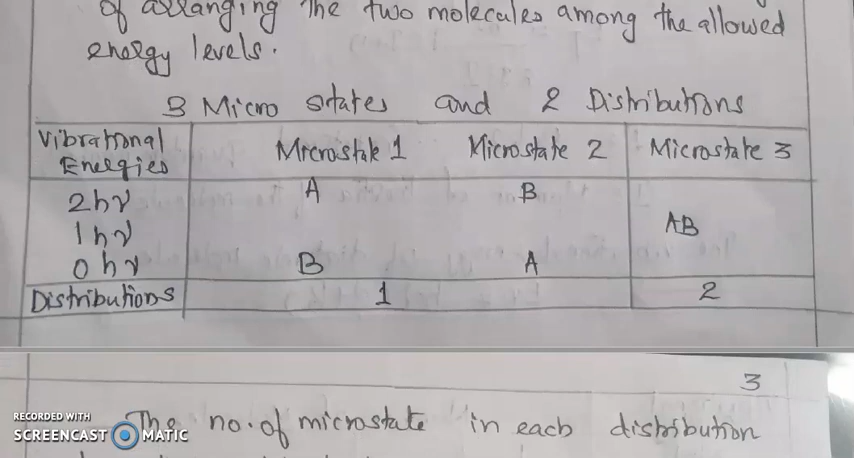 of arranging the two molecules among the allowed
energy levels.
3 Micro states and 2 Distributions
Vibrational Energies Microstate 1 Microstate 2 Microstate 3
2hν A B
1hν AB
0hν B A
Distributions 1 2
3
The no. of microstate in each distribution
RECORDED WITH
SCREENCAST MATIC